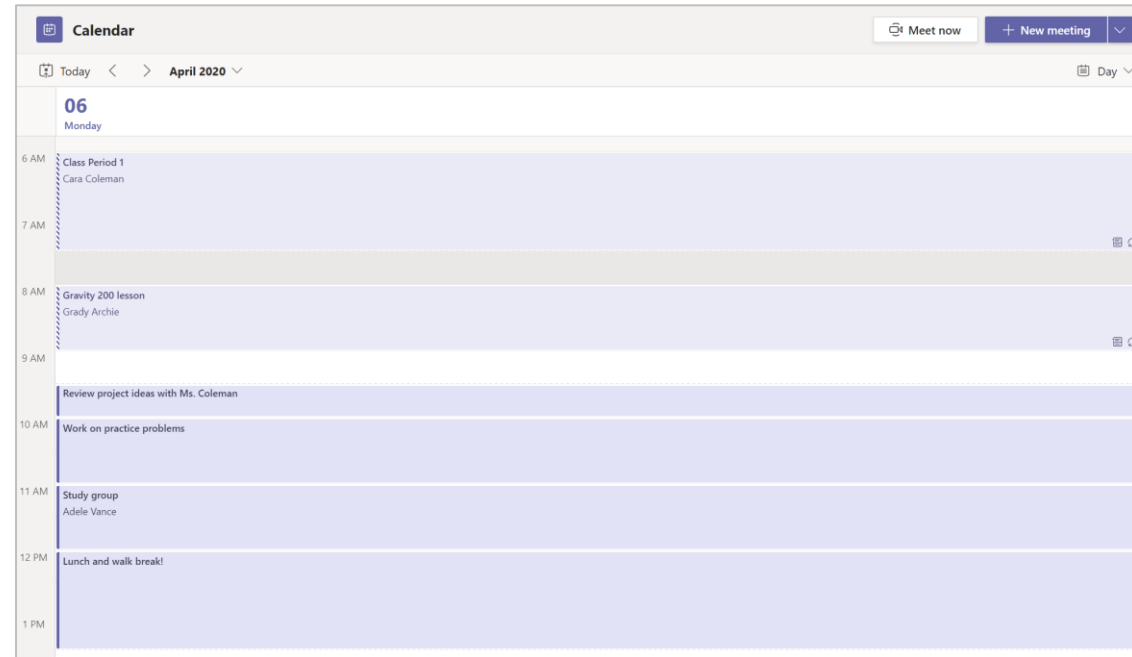 Calendar
Meet now
+ New meeting
Today
April 2020
Day
06
Monday
6 AM
Class Period 1
Cara Coleman
7 AM
8 AM
Gravity 200 lesson
Grady Archie
9 AM
Review project ideas with Ms. Coleman
10 AM
Work on practice problems
11 AM
Study group
Adele Vance
12 PM
Lunch and walk break!
1 PM